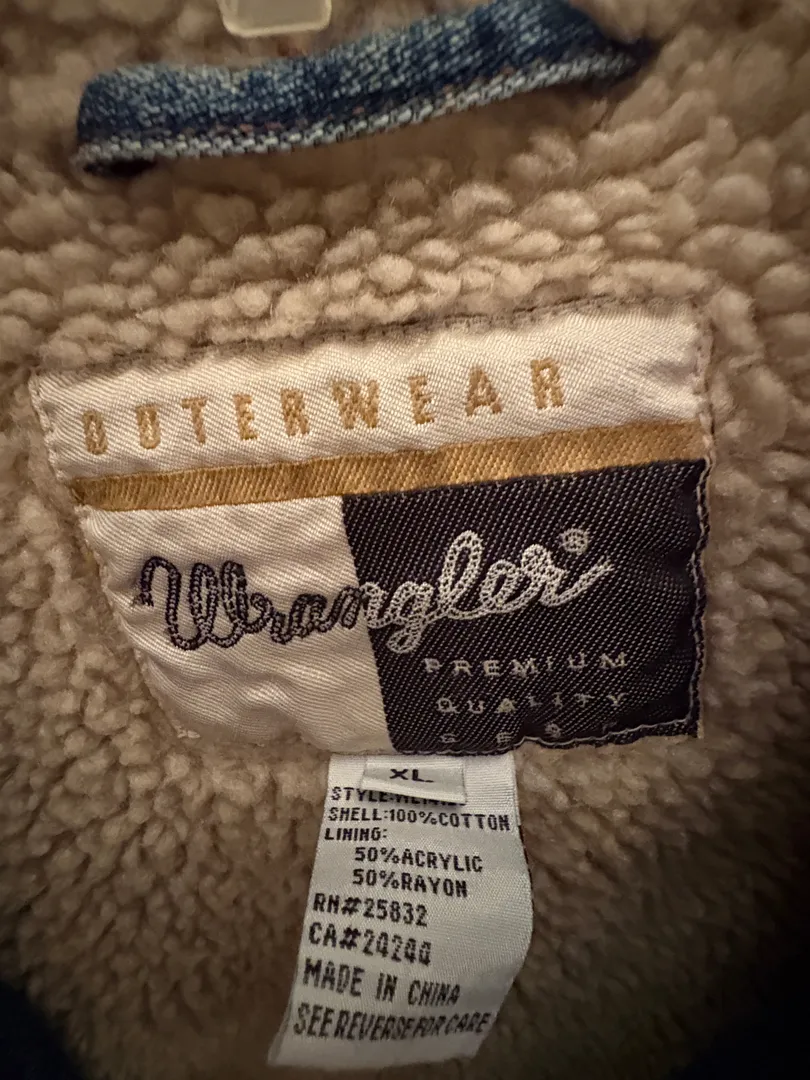 OUTERWEAR
Wrangler®
PREMIUM
QUALITY
XL
SHELL:100%COTTON
LINING:
50%ACRYLIC
50%RAYON
RN#25832
CA#24244
MADE IN CHINA
SEE REVERSE FOR CARE